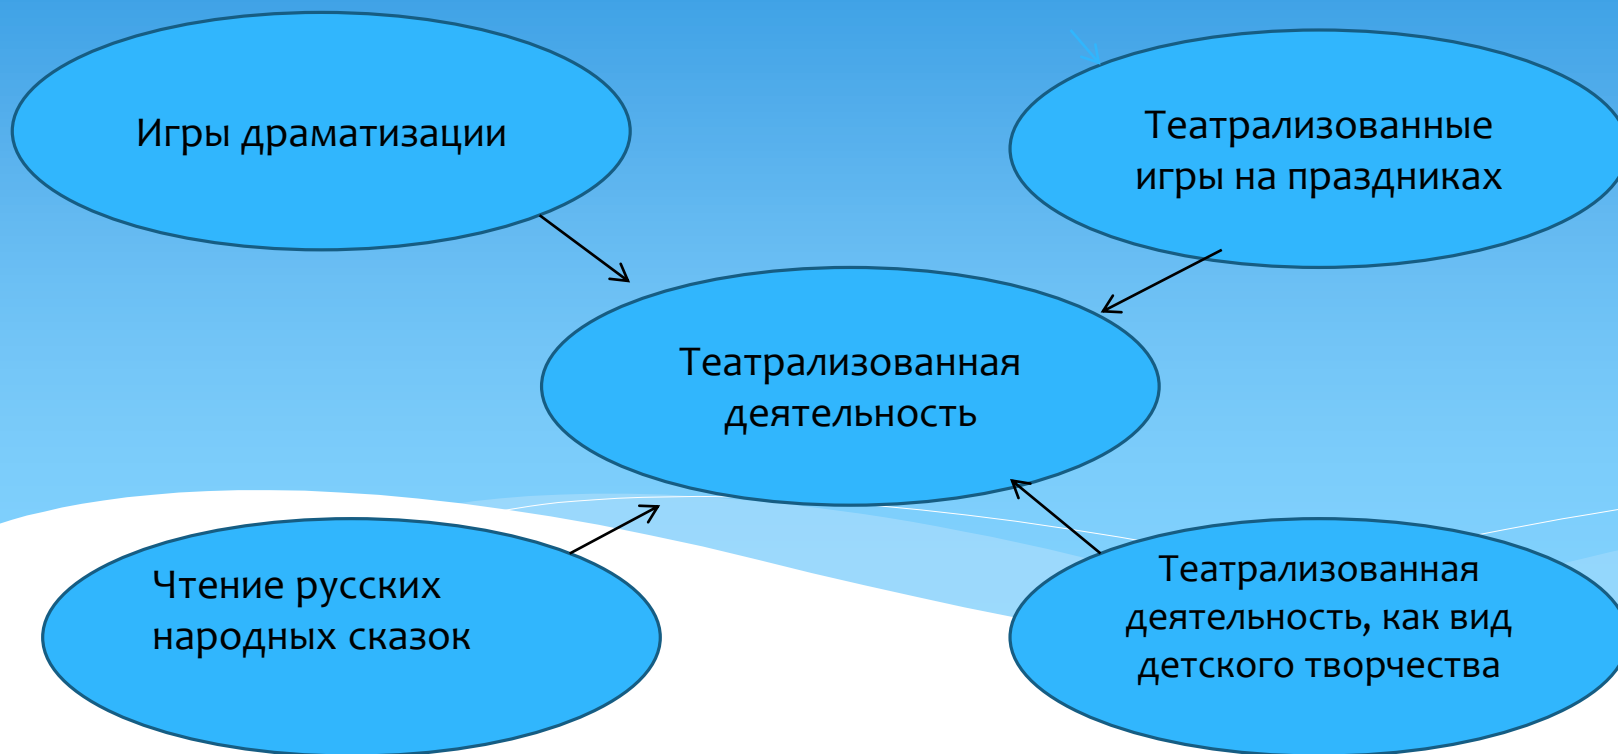 Игры драматизации
Театрализованные
игры на праздниках
Театрализованная
деятельность
Чтение русских
народных сказок
Театрализованная
деятельность, как вид
детского творчества